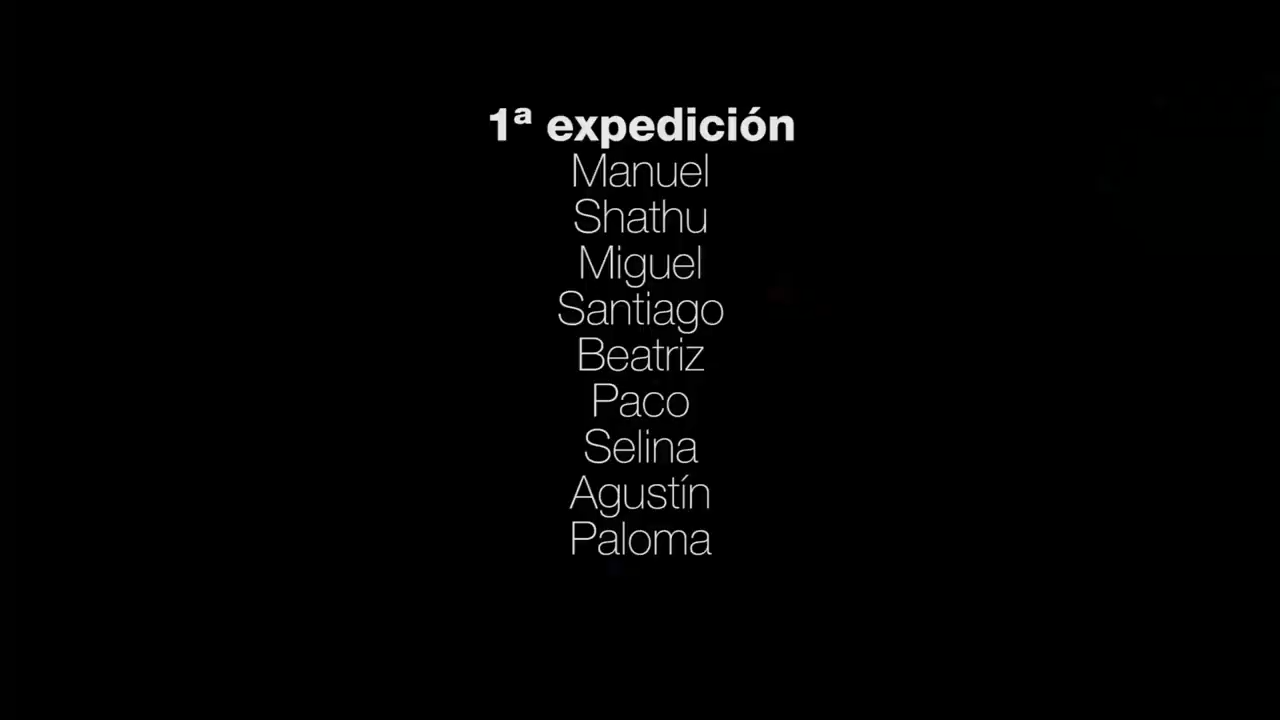 1ª expedición
Manuel
Shathu
Miguel
Santiago
Beatriz
Paco
Selina
Agustín
Paloma